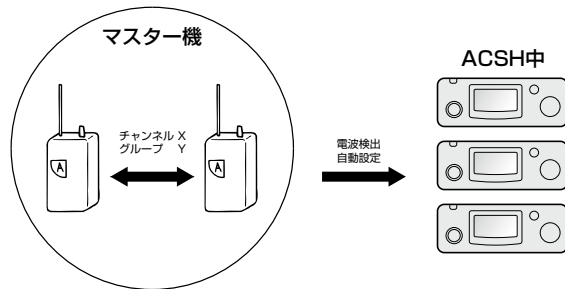 マスター機
ACSH中
チャンネル X
グループ Y
電波検出
自動設定
A
A